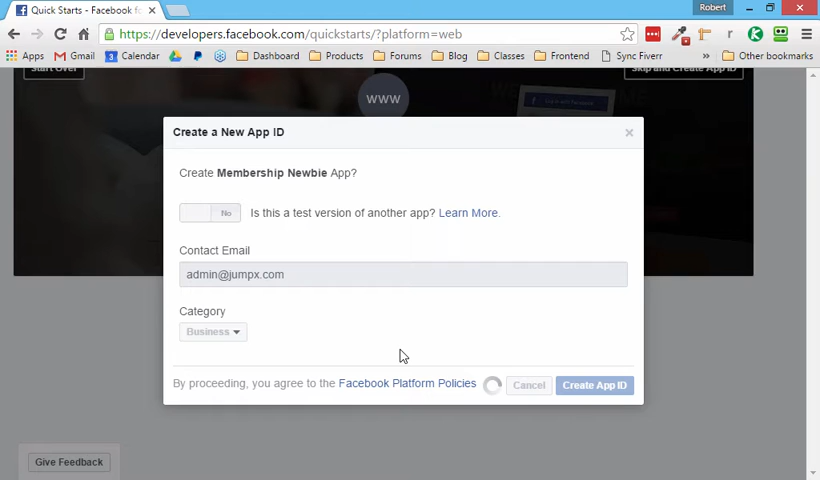 Robert
Quick Starts - Facebook f
https://developers.facebook.com/quickstarts/?platform=web
Apps Gmail Calendar Dashboard Products Forums Blog Classes Frontend Sync Fiverr » Other bookmarks
Start Over
Skip and Create App ID
www
Create a New App ID
Create Membership Newbie App?
No
Is this a test version of another app? Learn More.
Contact Email
admin@jumpx.com
Category
Business
By proceeding, you agree to the Facebook Platform Policies
Cancel
Create App ID
Give Feedback